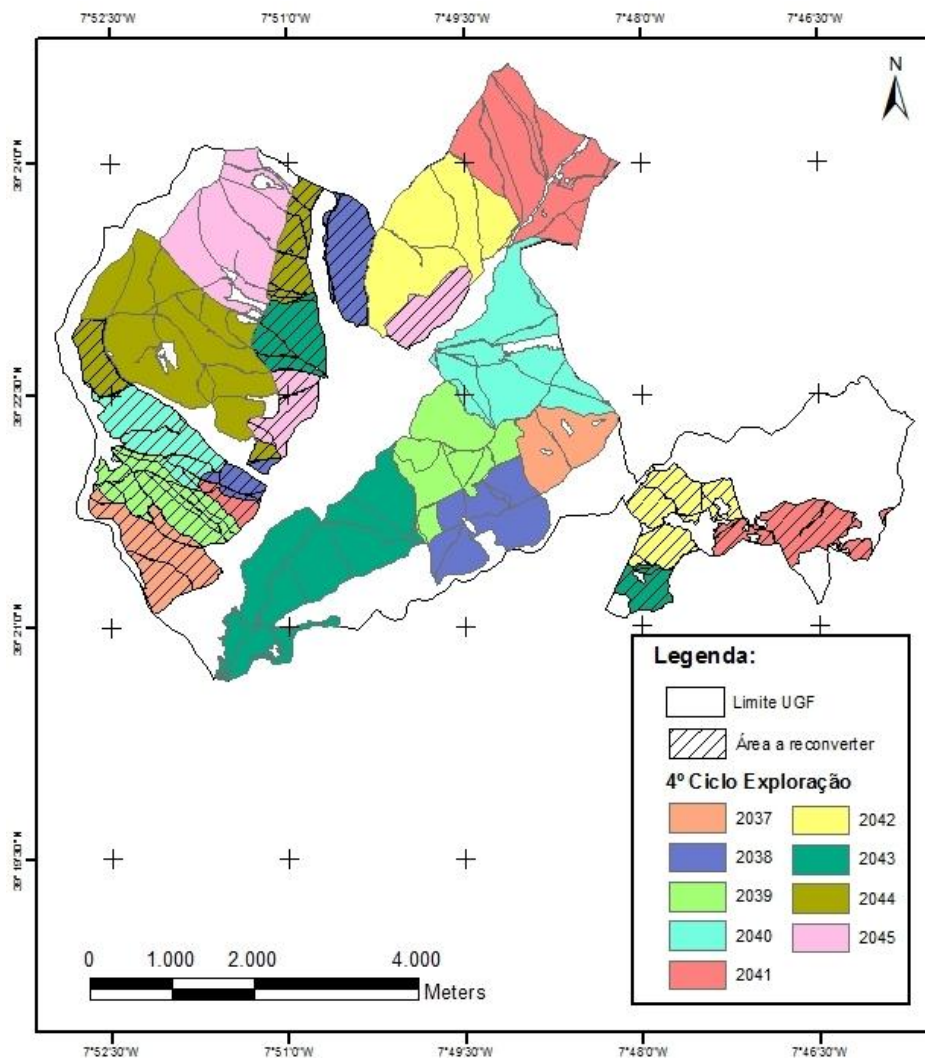 7°52'30"W 7°51'0"W 7°49'30"W 7°48'0"W 7°46'30"W
N
Legenda:
Limite UGF
Área a reconverter
4º Ciclo Exploração
2037
2038
2039
2040
2041
2042
2043
2044
2045
0 1.000 2.000 4.000
Meters
7°52'30"W 7°51'0"W 7°49'30"W 7°48'0"W 7°46'30"W